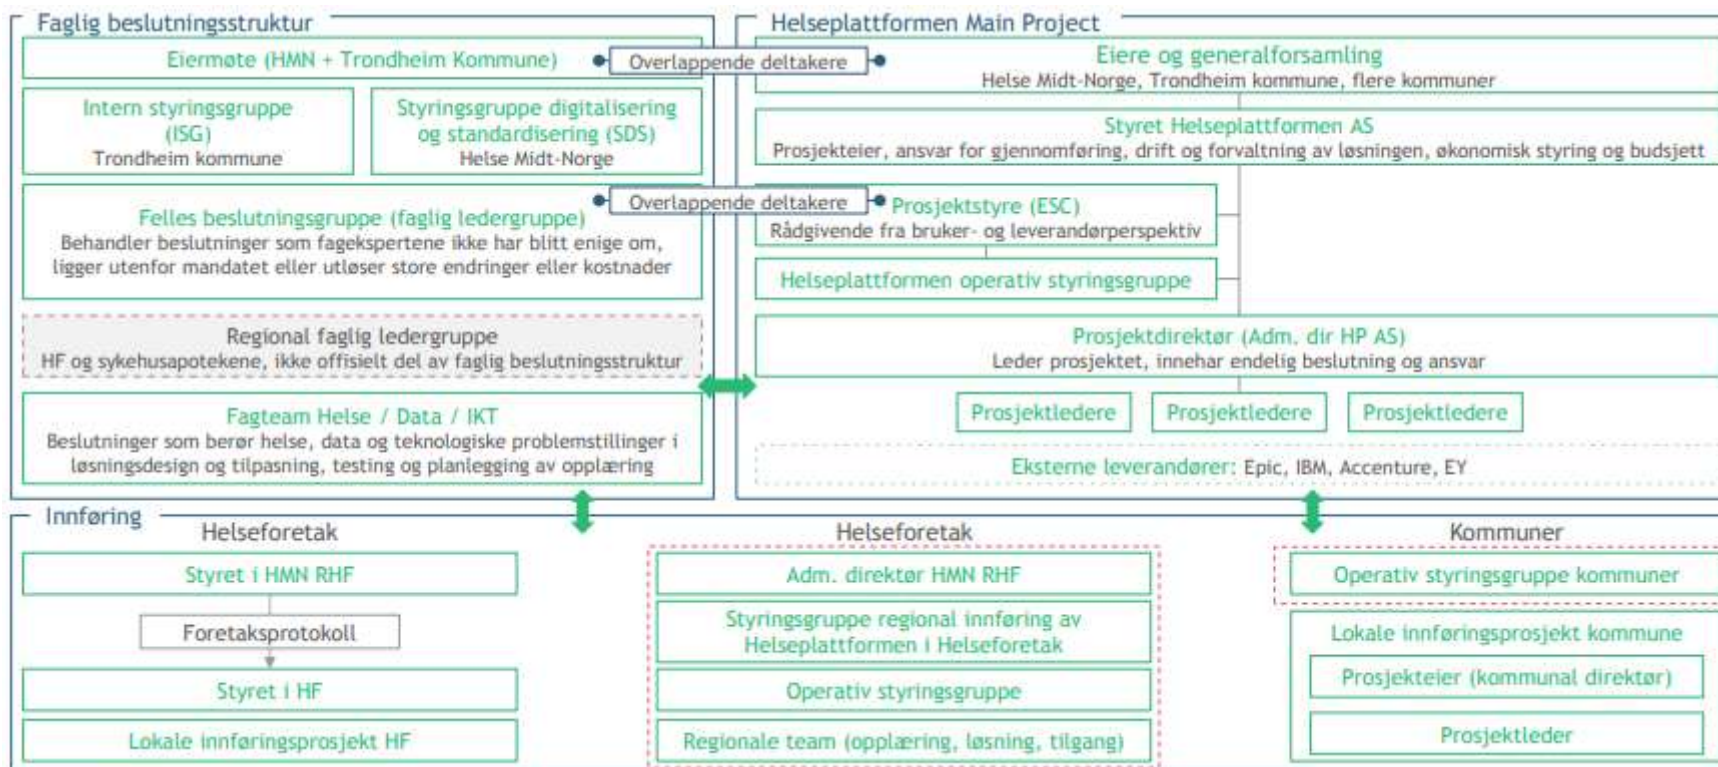 Faglig beslutningsstruktur
Eiermøte (HMN + Trondheim Kommune)
Overlappende deltakere
Intern styringsgruppe
(ISG)
Trondheim kommune
Styringsgruppe digitalisering
og standardisering (SDS)
Helse Midt-Norge
Overlappende deltakere
Felles beslutningsgruppe (faglig ledergruppe)
Behandler beslutninger som fagekspertene ikke har blitt enige om,
ligger utenfor mandatet eller utløser store endringer eller kostnader
Regional faglig ledergruppe
HF og sykehusapotekene, ikke offisielt del av faglig beslutningsstruktur
Fagteam Helse / Data / IKT
Beslutninger som berør helse, data og teknologiske problemstillinger i
løsningsdesign og tilpasning, testing og planlegging av opplæring
Helseplattformen Main Project
Eiere og generalforsamling
Helse Midt-Norge, Trondheim kommune, flere kommuner
Styret Helseplattformen AS
Prosjekteier, ansvar for gjennomføring, drift og forvaltning av løsningen, økonomisk styring og budsjett
Prosjektstyre (ESC)
Rådgivende fra bruker- og leverandørperspektiv
Helseplattformen operativ styringsgruppe
Prosjektdirektør (Adm. dir HP AS)
Leder prosjektet, innehar endelig beslutning og ansvar
Prosjektledere
Prosjektledere
Prosjektledere
Eksterne leverandører: Epic, IBM, Accenture, EY
Innføring
Helseforetak
Styret i HMN RHF
Foretaksprotokoll
Styret i HF
Lokale innføringsprosjekt HF
Helseforetak
Adm. direktør HMN RHF
Styringsgruppe regional innføring av
Helseplattformen i Helseforetak
Operativ styringsgruppe
Regionale team (opplæring, løsning, tilgang)
Kommuner
Operativ styringsgruppe kommuner
Lokale innføringsprosjekt kommune
Prosjekteier (kommunal direktør)
Prosjektleder